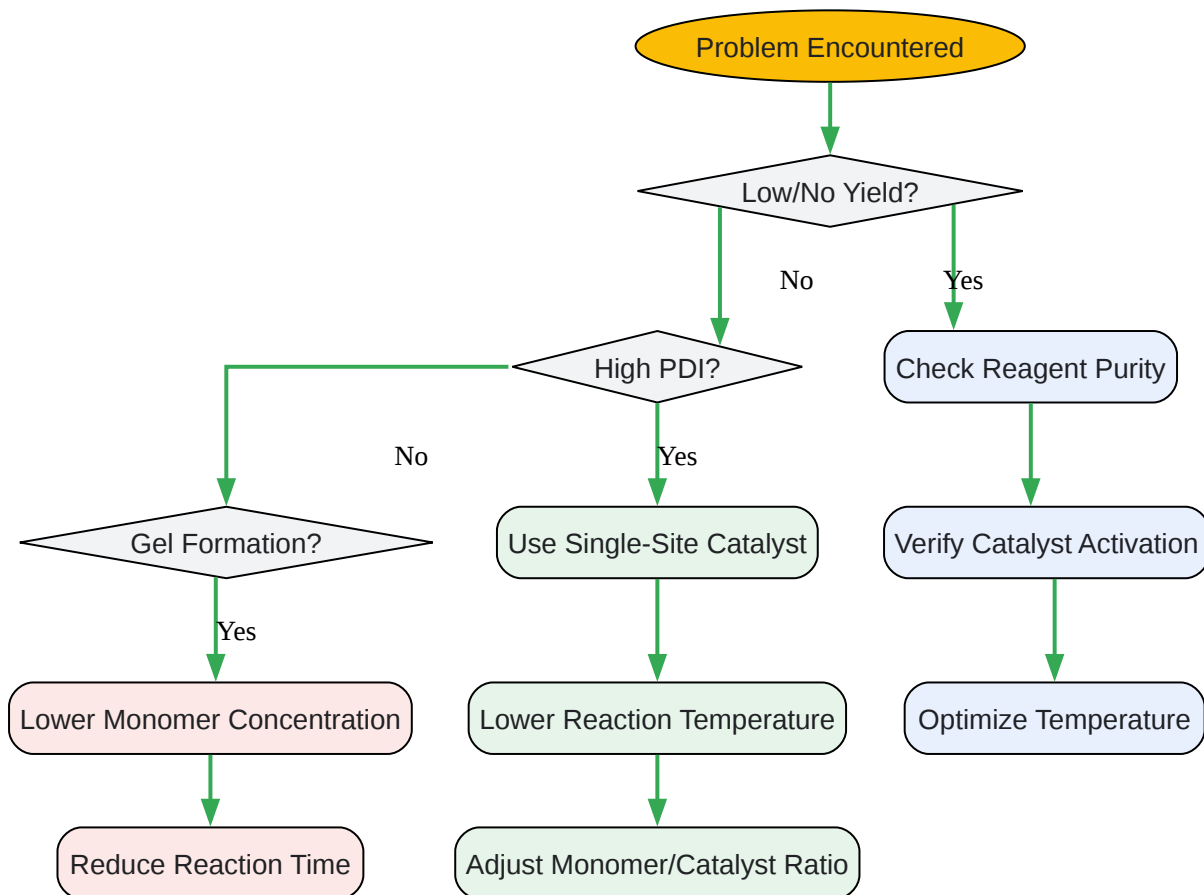 Problem Encountered
Low/No Yield?
No
Yes
High PDI?
Check Reagent Purity
No
Yes
Gel Formation?
Use Single-Site Catalyst
Verify Catalyst Activation
Yes
Lower Monomer Concentration
Lower Reaction Temperature
Optimize Temperature
Reduce Reaction Time
Adjust Monomer/Catalyst Ratio